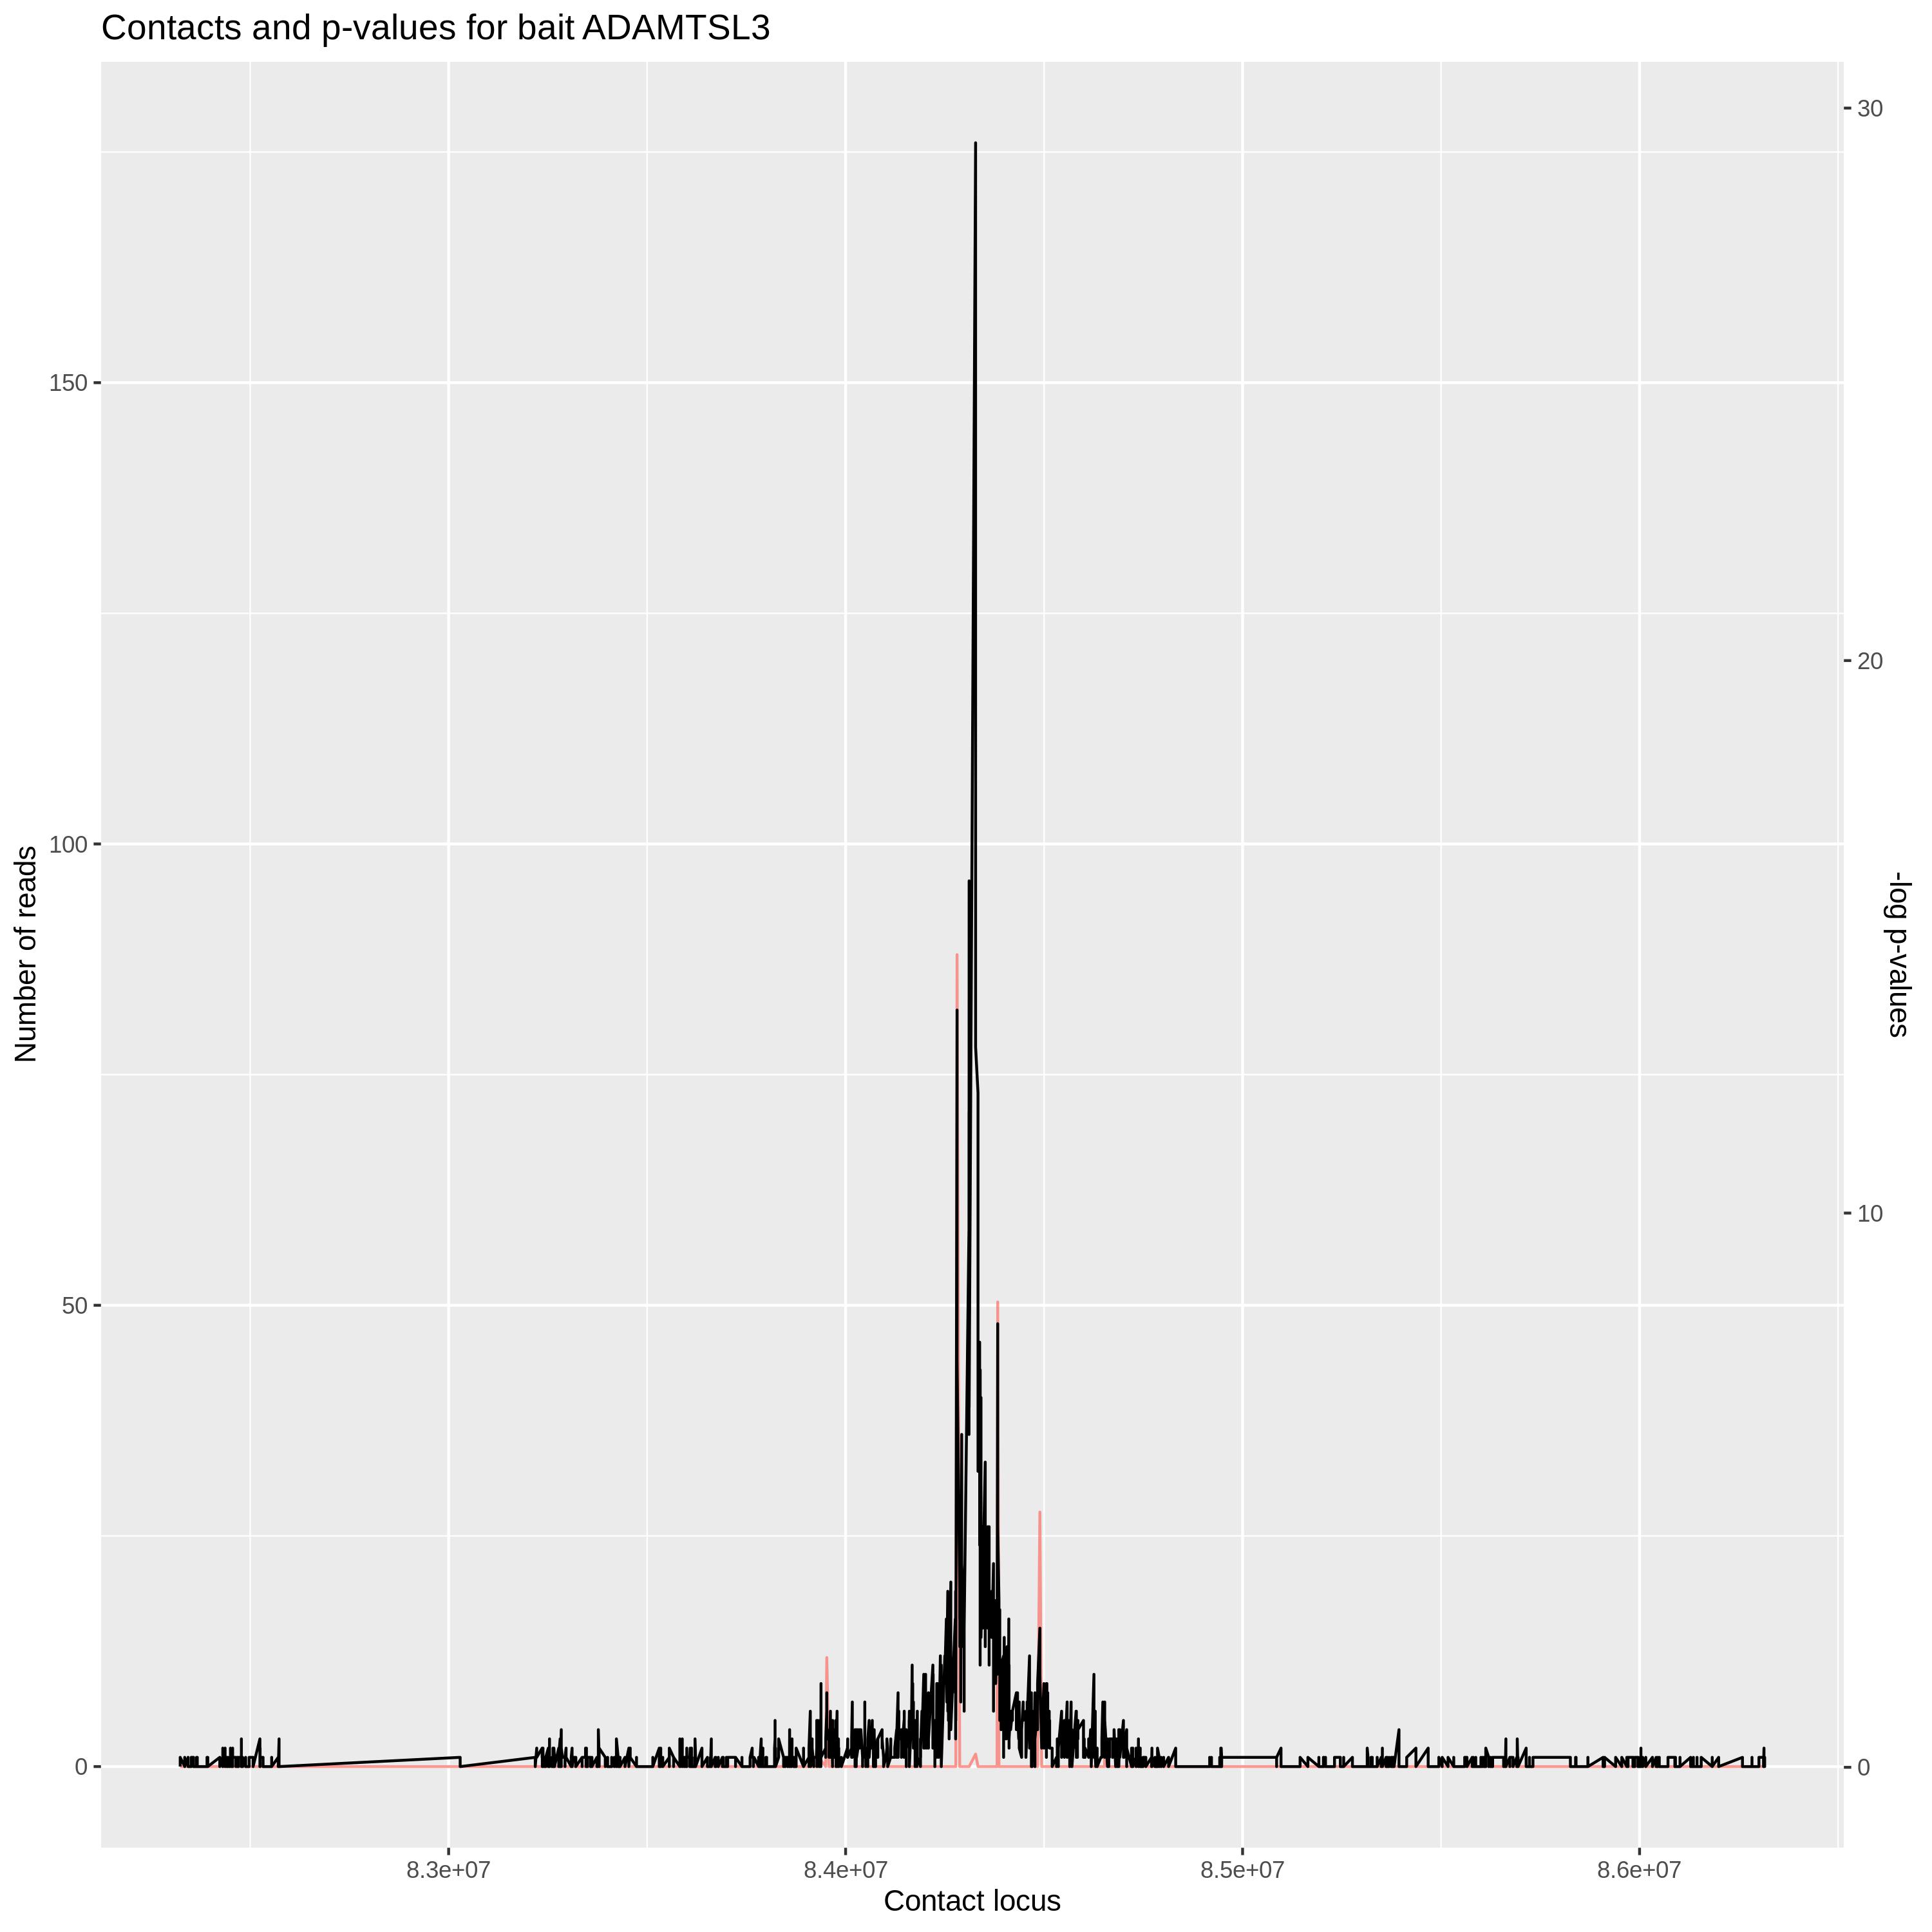 Contacts and p-values for bait ADAMTSL3
Number of reads
150
100
50
0
30
20
10
0
-log p-values
8.3e+07 8.4e+07 8.5e+07 8.6e+07
Contact locus